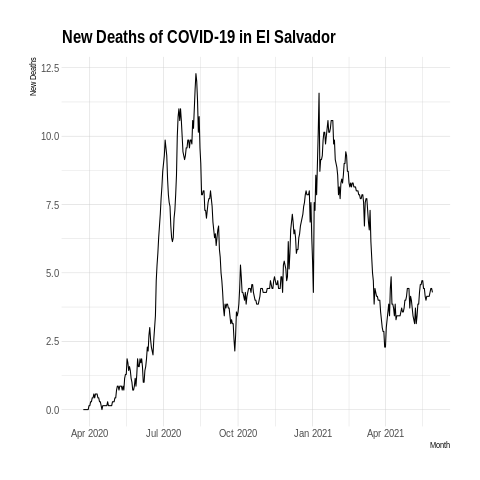 New Deaths of COVID-19 in El Salvador
New Deaths
12.5
10.0
7.5
5.0
2.5
0.0
Apr 2020 Jul 2020 Oct 2020 Jan 2021 Apr 2021
Month